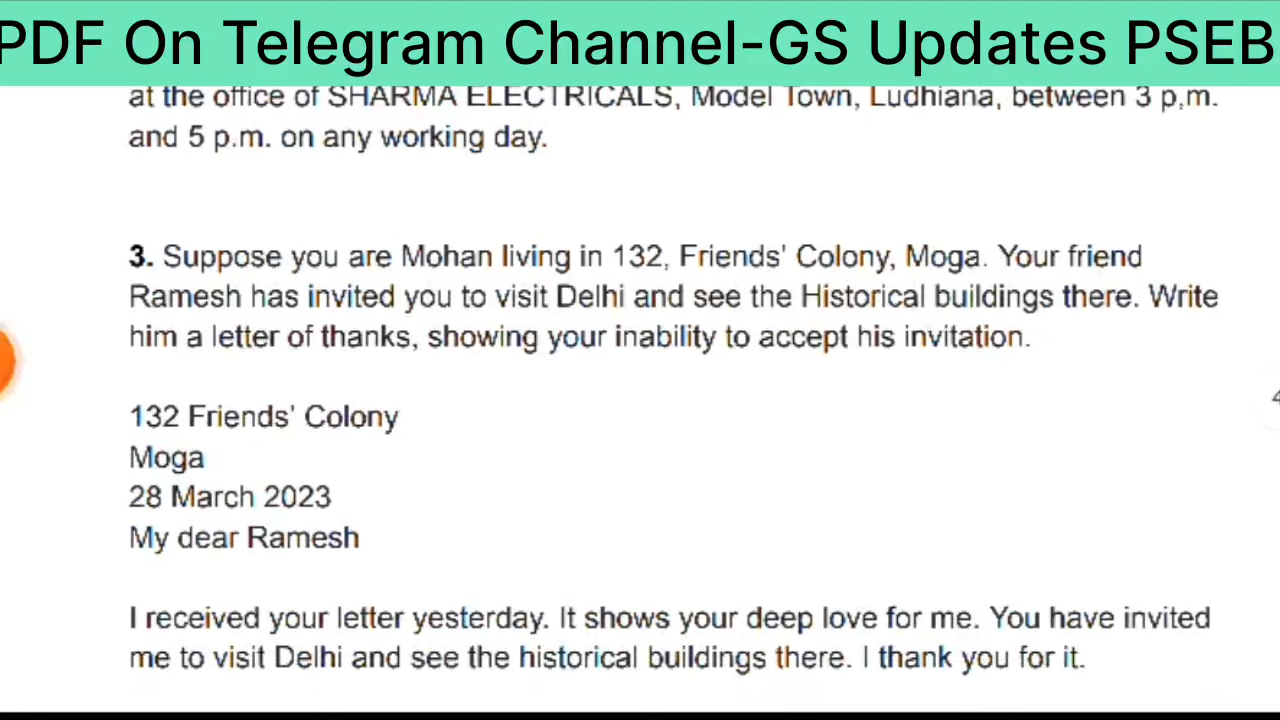 PDF On Telegram Channel-GS Updates PSEB
at the office of SHARMA ELECTRICALS, Model Town, Ludhiana, between 3 p,m.
and 5 p.m. on any working day.
3. Suppose you are Mohan living in 132, Friends' Colony, Moga. Your friend
Ramesh has invited you to visit Delhi and see the Historical buildings there. Write
him a letter of thanks, showing your inability to accept his invitation.
132 Friends' Colony
Moga
28 March 2023
My dear Ramesh
I received your letter yesterday. It shows your deep love for me. You have invited
me to visit Delhi and see the historical buildings there. I thank you for it.